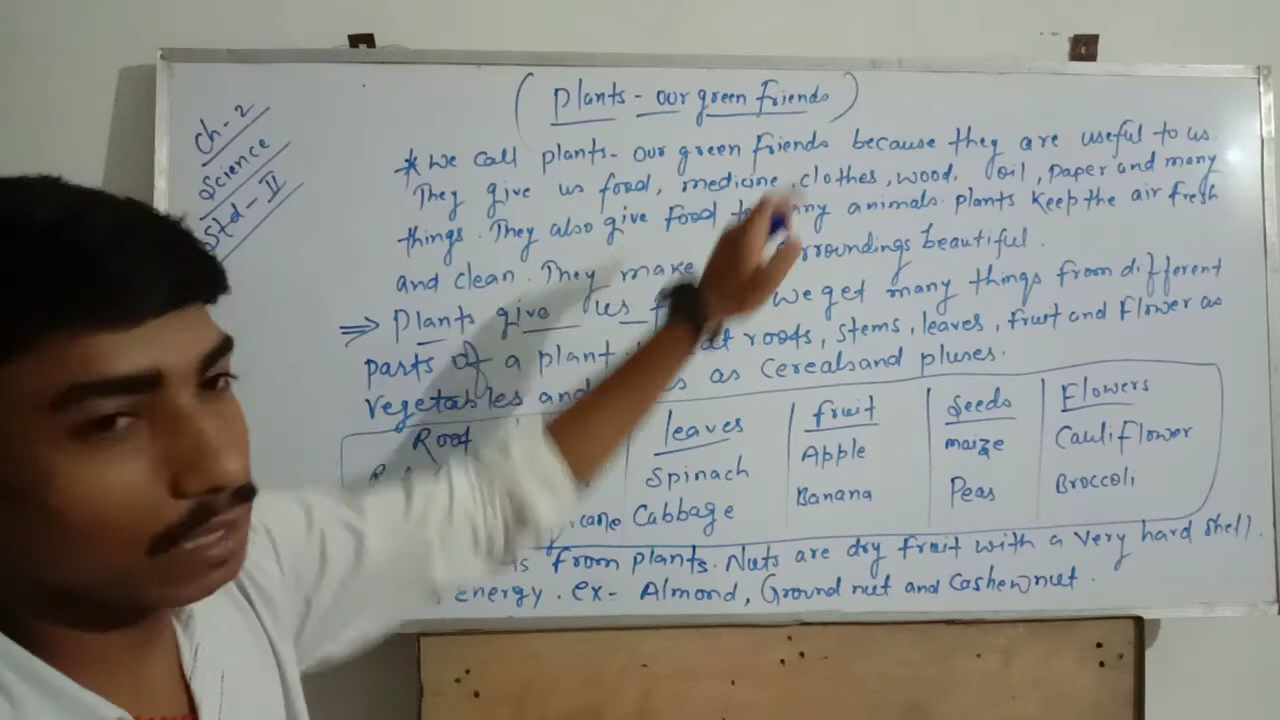 Ch-2
Science
Std-II
(Plants - our green friends)
* We call plants - our green friends because they are useful to us.
They give us food, medicine, clothes, wood, oil, paper and many
things. They also give food to many animals. Plants keep the air fresh
and clean. They make surroundings beautiful.
⇒ Plants give us We get many things from different
parts of a plant. eat roots, stems, leaves, fruit and flower as
vegetables and as cereals and pluses.
Root leaves fruit Seeds Flowers
Spinach Apple maize Cauliflower
Cabbage Banana Peas Broccoli
from plants. Nuts are dry fruit with a very hard shell.
energy. ex- Almond, Ground nut and Cashewnut.